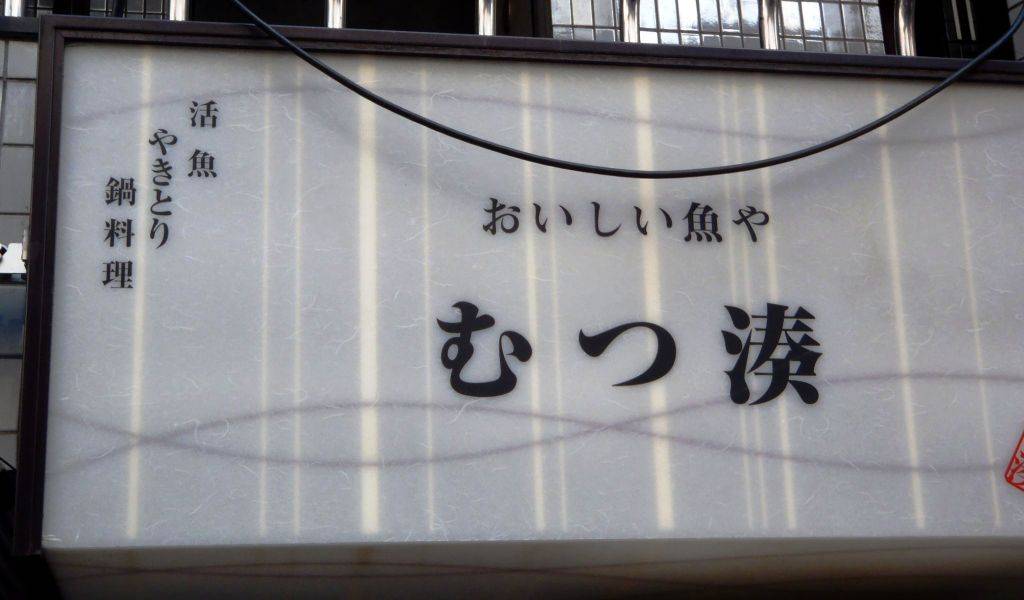 活魚
やきとり
鍋料理
おいしい魚や
むつ湊